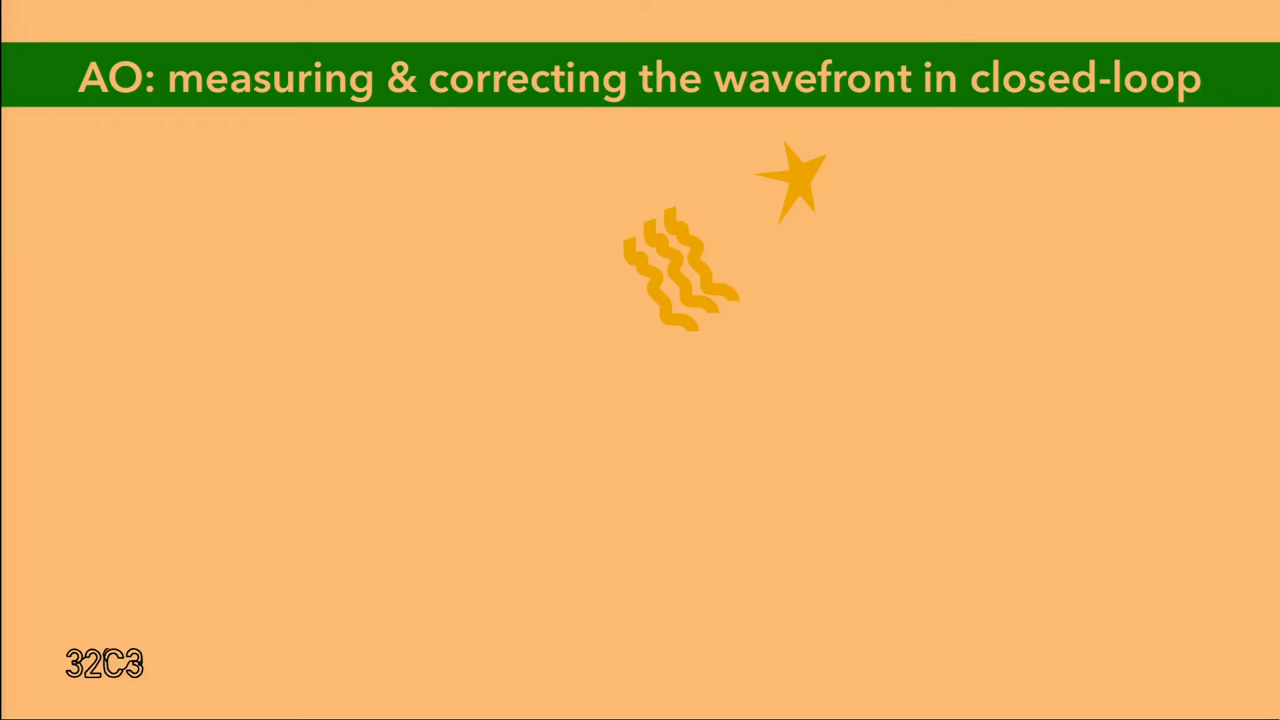 AO: measuring & correcting the wavefront in closed-loop
32C3